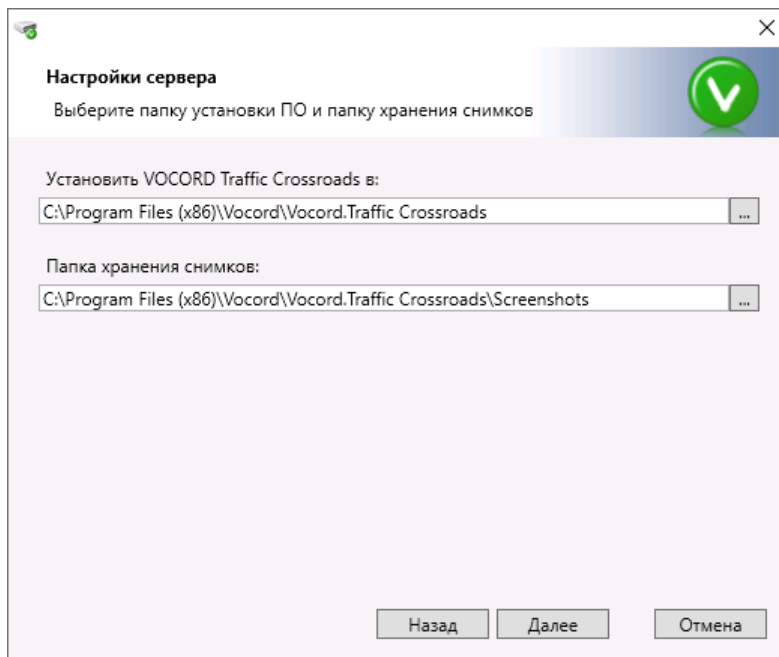 Настройки сервера
Выберите папку установки ПО и папку хранения снимков
Установить VOCORD Traffic Crossroads в:
C:\Program Files (x86)\Vocord\Vocord.Traffic Crossroads
...
Папка хранения снимков:
C:\Program Files (x86)\Vocord\Vocord.Traffic Crossroads\Screenshots
...
Назад Далее Отмена